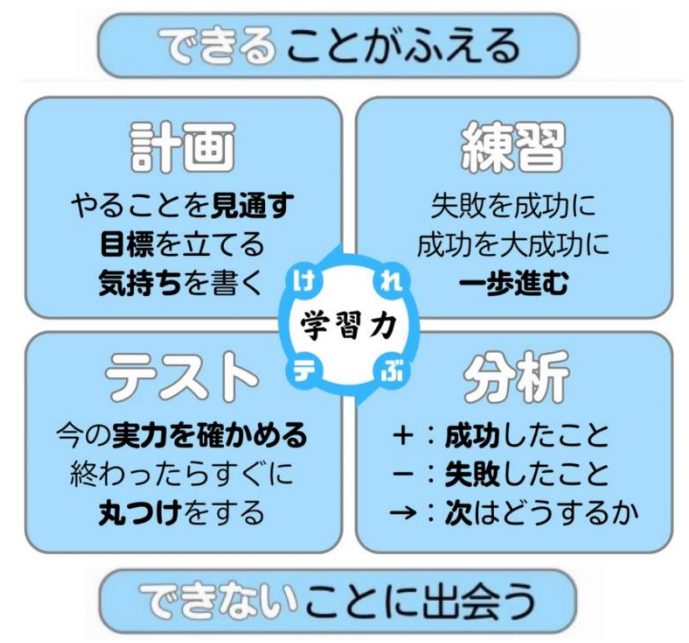 できることがふえる
計画
やることを見通す
目標を立てる
気持ちを書く
練習
失敗を成功に
成功を大成功に
一歩進む
け
れ
学習力
テ
ぶ
テスト
今の実力を確かめる
終わったらすぐに
丸つけをする
分析
+:成功したこと
−:失敗したこと
→:次はどうするか
できないことに出会う